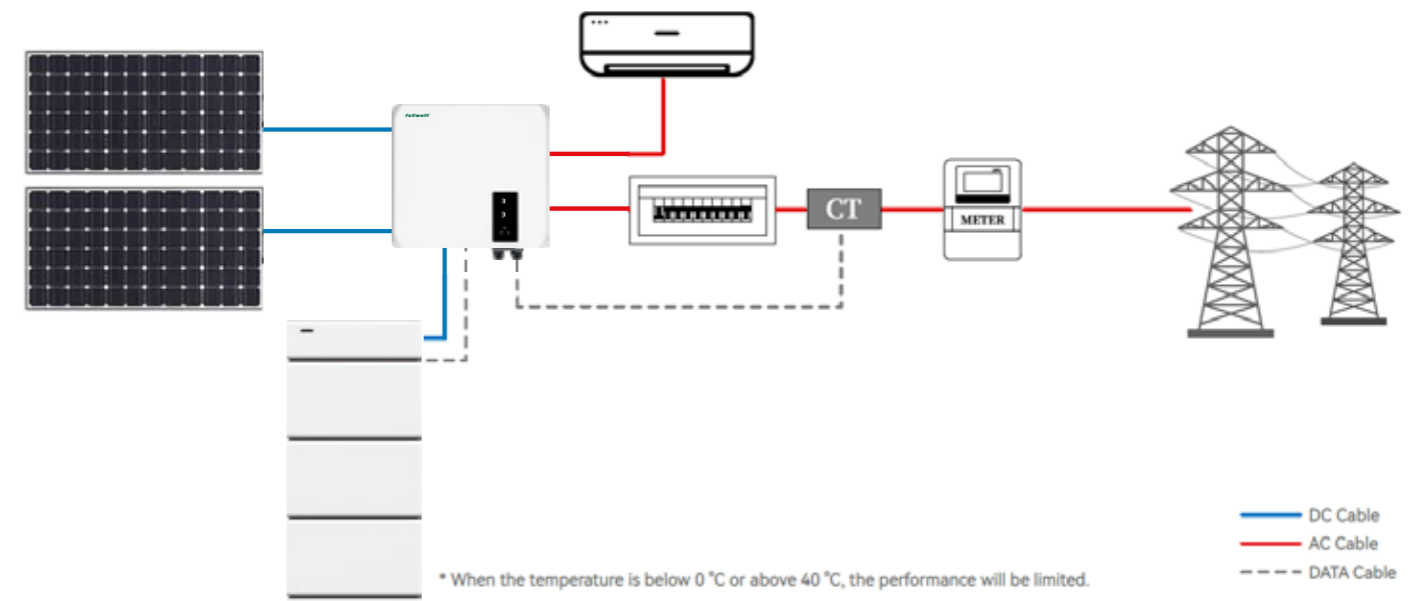 CT
METER
DC Cable
AC Cable
DATA Cable
* When the temperature is below 0 °C or above 40 °C, the performance will be limited.